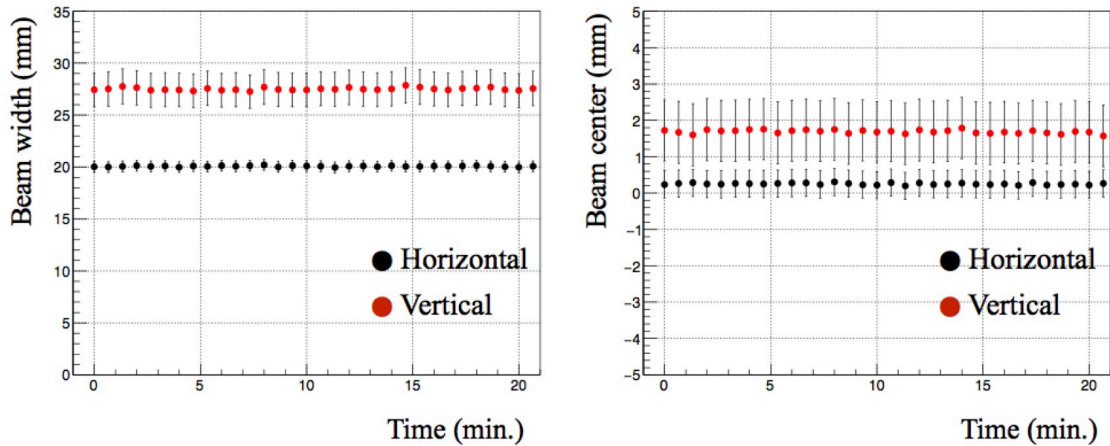 Beam width (mm)
35
30
25
20
15
10
5
0
Horizontal
Vertical
0 5 10 15 20
Time (min.)
Beam center (mm)
5
4
3
2
1
0
−1
−2
−3
−4
−5
Horizontal
Vertical
0 5 10 15 20
Time (min.)